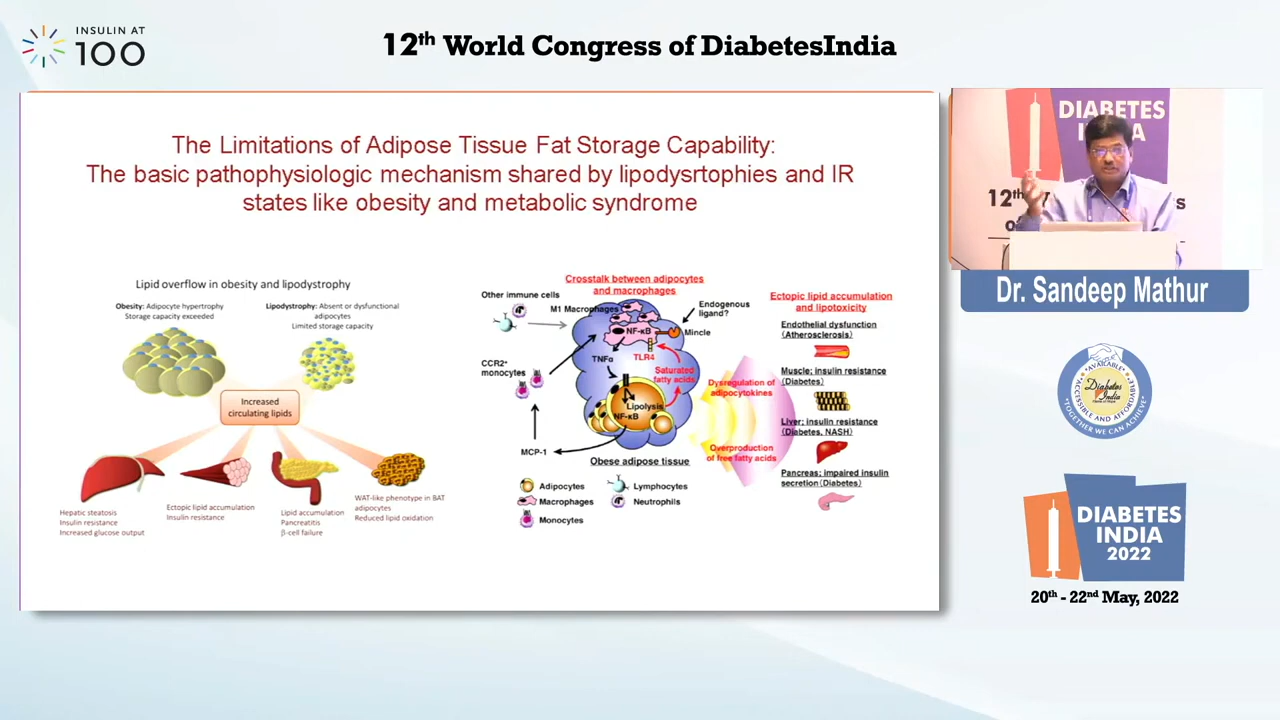 INSULIN AT
100
12th World Congress of DiabetesIndia
The Limitations of Adipose Tissue Fat Storage Capability:
The basic pathophysiologic mechanism shared by lipodysrtophies and IR
states like obesity and metabolic syndrome
Lipid overflow in obesity and lipodystrophy
Obesity: Adipocyte hypertrophy
Storage capacity exceeded
Lipodystrophy: Absent or dysfunctional
adipocytes
Limited storage capacity
Increased
circulating lipids
Hepatic steatosis
Insulin resistance
Increased glucose output
Ectopic lipid accumulation
Insulin resistance
Lipid accumulation
Pancreatitis
β-cell failure
WAT-like phenotype in BAT
adipocytes
Reduced lipid oxidation
Crosstalk between adipocytes
and macrophages
Other immune cells
M1 Macrophages
Endogenous
ligand?
NF-κB
Mincle
TNFα
TLR4
CCR2+
monocytes
Saturated
fatty acids
Lipolysis
NF-κB
MCP-1
Obese adipose tissue
Adipocytes
Macrophages
Monocytes
Lymphocytes
Neutrophils
Dysregulation of
adipocytokines
Overproduction
of free fatty acids
Ectopic lipid accumulation
and lipotoxicity
Endothelial dysfunction
(Atherosclerosis)
Muscle; insulin resistance
(Diabetes)
Liver; insulin resistance
(Diabetes, NASH)
Pancreas; impaired insulin
secretion(Diabetes)
DIABETES
12th
s
Dr. Sandeep Mathur
AVAILABLE
ACCESSIBLE AND AFFORDABLE
Diabetes
India
TOGETHER WE CAN ACHIEVE
DIABETES
INDIA
2022
20th - 22nd May, 2022